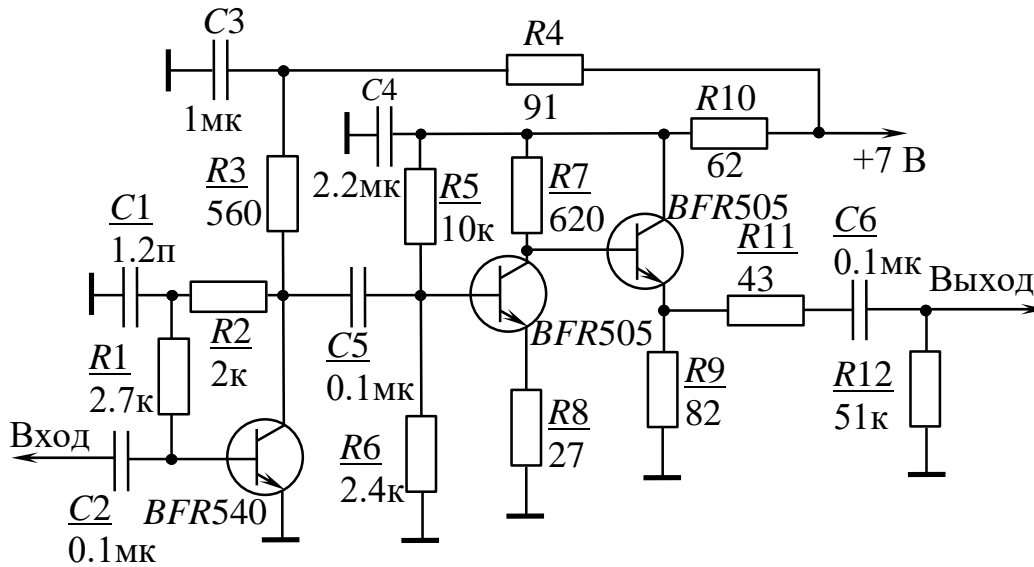 C3
1мк
R4
91
C4
2.2мк
R10
62
+7 В
R3
560
R5
10к
R7
620
BFR505
C1
1.2п
R11
43
C6
0.1мк
Выход
R2
2к
R1
2.7к
C5
0.1мк
BFR505
R9
82
R12
51к
R8
27
Вход
R6
2.4к
C2
0.1мк
BFR540